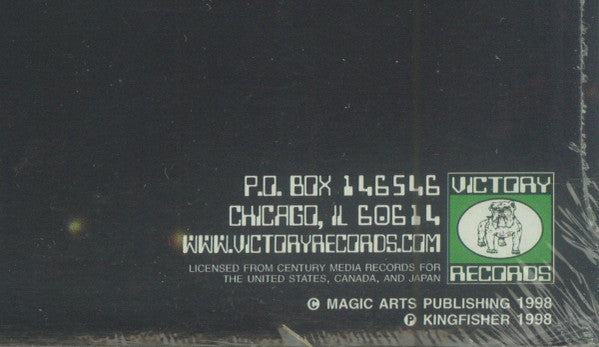 P.O. BOX 146546
CHICAGO, IL 60614
WWW.VICTORYRECORDS.COM
LICENSED FROM CENTURY MEDIA RECORDS FOR
THE UNITED STATES, CANADA, AND JAPAN
VICTORY
RECORDS
© MAGIC ARTS PUBLISHING 1998
℗ KINGFISHER 1998